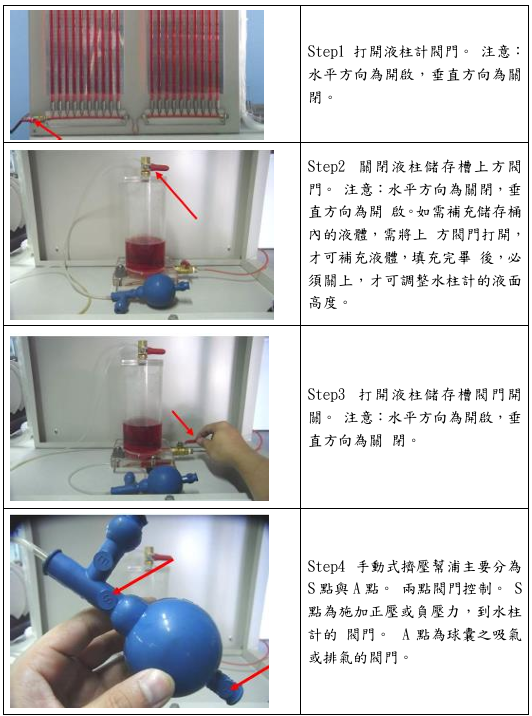 Step1 打開液柱計閥門。 注意：
水平方向為開啟，垂直方向為關
閉。
Step2 關閉液柱儲存槽上方閥
門。 注意：水平方向為關閉，垂
直方向為開 啟。如需補充儲存桶
內的液體，需將上 方閥門打開，
才可補充液體，填充完畢 後，必
須關上，才可調整水柱計的液面
高度。
Step3 打開液柱儲存槽閥門開
關。 注意：水平方向為開啟，垂
直方向為關 閉。
Step4 手動式擠壓幫浦主要分為
S 點與 A 點。 兩點閥門控制。 S
點為施加正壓或負壓力，到水柱
計的 閥門。 A 點為球囊之吸氣
或排氣的閥門。